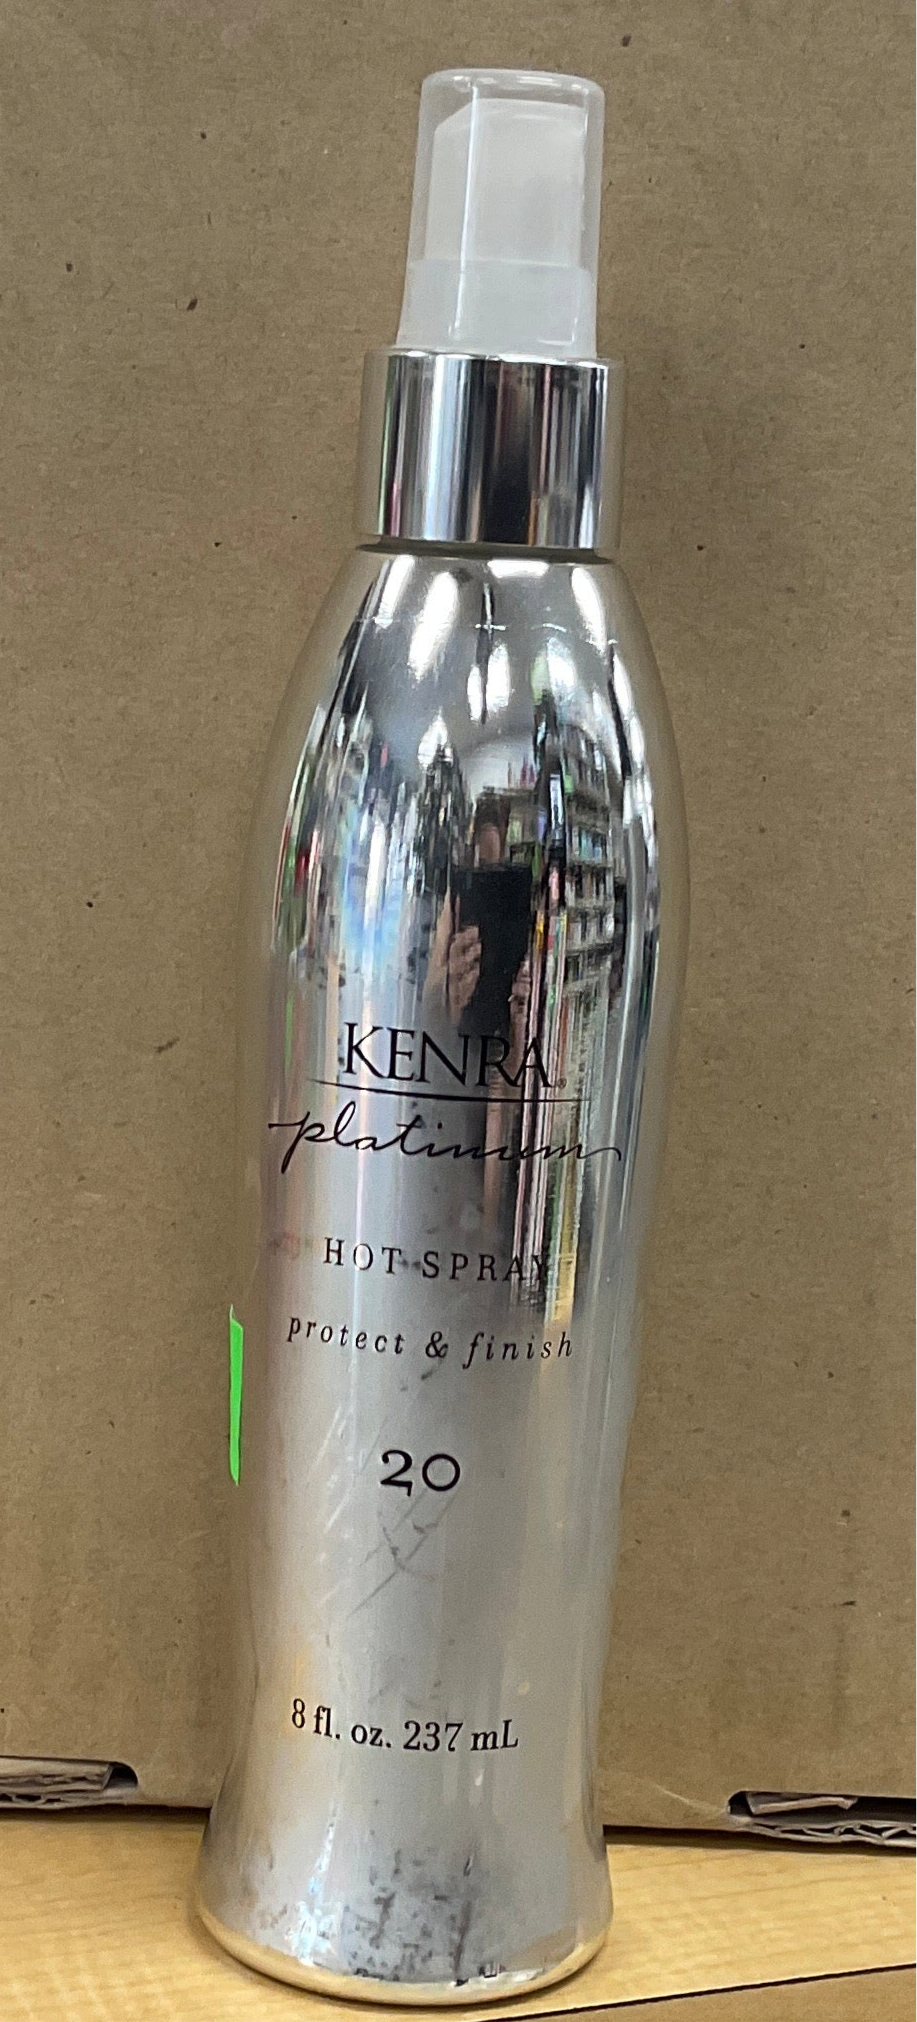 KENRA
platinum
HOT SPRAY
protect & finish
20
8 fl. oz. 237 mL